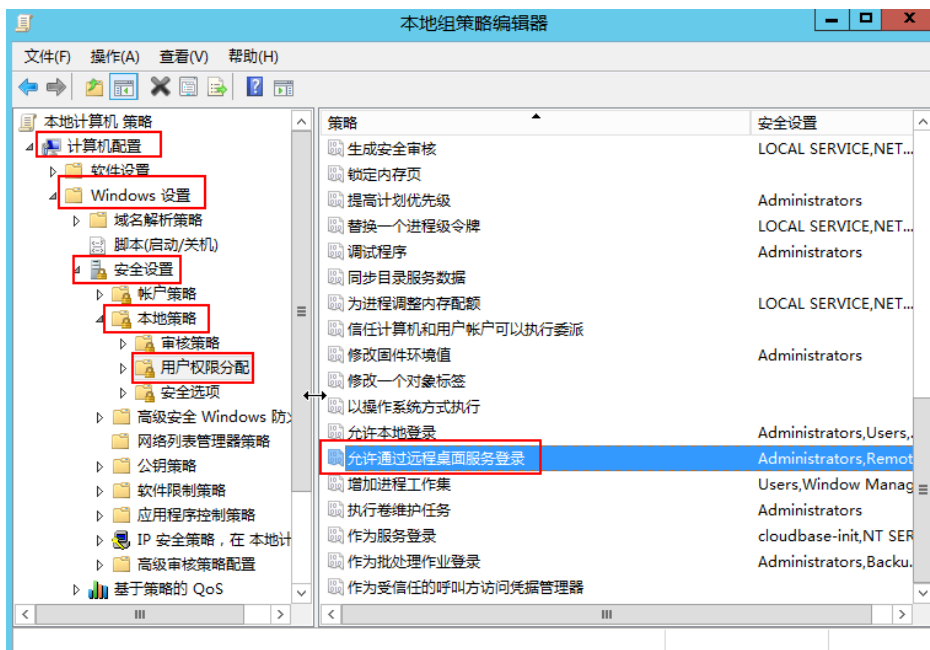 本地组策略编辑器
文件(F) 操作(A) 查看(V) 帮助(H)
本地计算机 策略
计算机配置
软件设置
Windows 设置
域名解析策略
脚本(启动/关机)
安全设置
帐户策略
本地策略
审核策略
用户权限分配
安全选项
高级安全 Windows 防
网络列表管理器策略
公钥策略
软件限制策略
应用程序控制策略
IP 安全策略，在 本地计
高级审核策略配置
基于策略的 QoS
策略 安全设置
生成安全审核 LOCAL SERVICE,NET...
锁定内存页
提高计划优先级 Administrators
替换一个进程级令牌 LOCAL SERVICE,NET...
调试程序 Administrators
同步目录服务数据
为进程调整内存配额 LOCAL SERVICE,NET...
信任计算机和用户帐户可以执行委派
修改固件环境值 Administrators
修改一个对象标签
以操作系统方式执行
允许本地登录 Administrators,Users,.
允许通过远程桌面服务登录 Administrators,Remot
增加进程工作集 Users,Window Manag
执行卷维护任务 Administrators
作为服务登录 cloudbase-init,NT SER
作为批处理作业登录 Administrators,Backu.
作为受信任的呼叫方访问凭据管理器